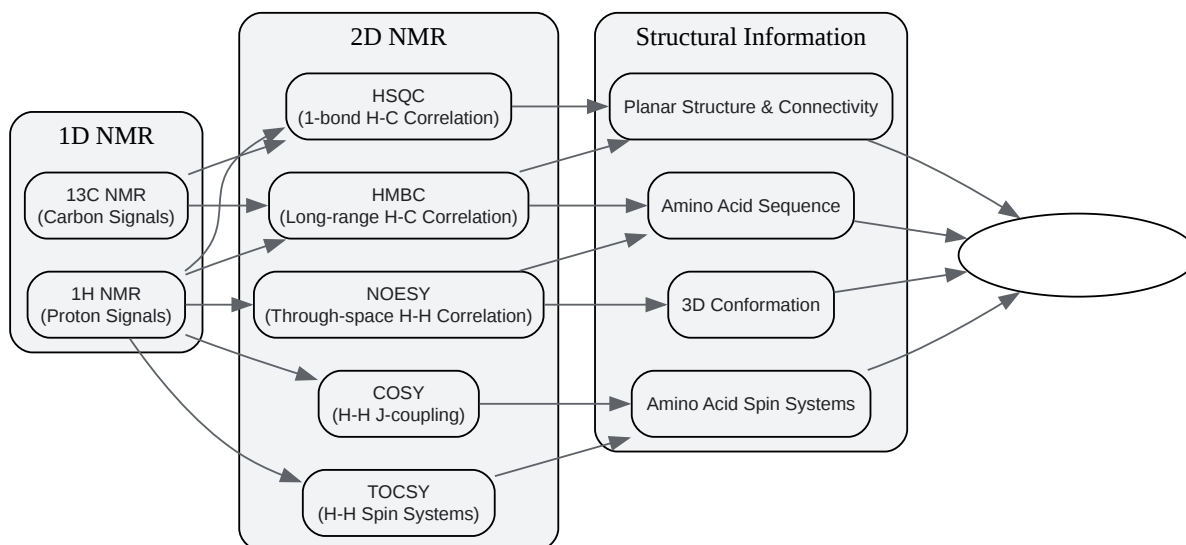 1D NMR
13C NMR
(Carbon Signals)
1H NMR
(Proton Signals)
2D NMR
HSQC
(1-bond H-C Correlation)
HMBC
(Long-range H-C Correlation)
NOESY
(Through-space H-H Correlation)
COSY
(H-H J-coupling)
TOCSY
(H-H Spin Systems)
Structural Information
Planar Structure & Connectivity
Amino Acid Sequence
3D Conformation
Amino Acid Spin Systems